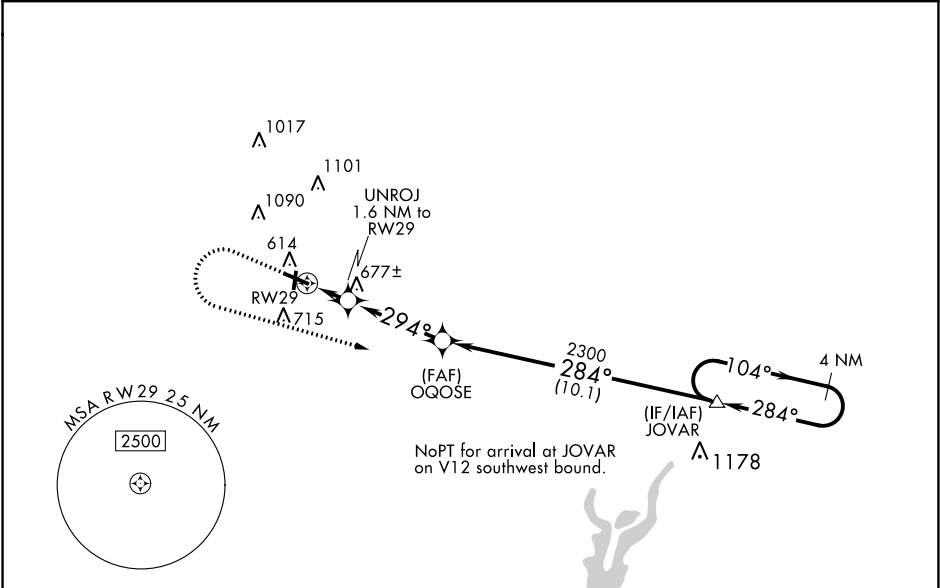 1017
1101
1090
UNROJ
1.6 NM to
RW29
614
677±
RW29
715
294°
(FAF)
OQOSE
2300
284°
(10.1)
104°
4 NM
284°
(IF/IAF)
JOVAR
1178
NoPT for arrival at JOVAR
on V12 southwest bound.
MSA RW29 25 NM
2500